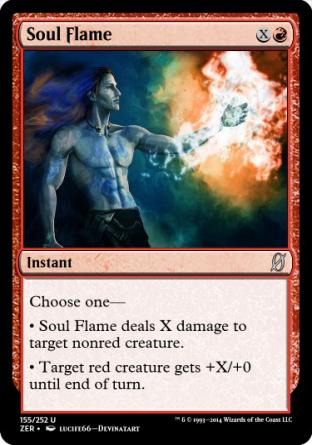 Soul Flame X R
Instant
Choose one—
• Soul Flame deals X damage to
target nonred creature.
• Target red creature gets +X/+0
until end of turn.
155/252 U
ZER • LUCIFE66—DEVINATART
™ & © 1993–2014 Wizards of the Coast LLC